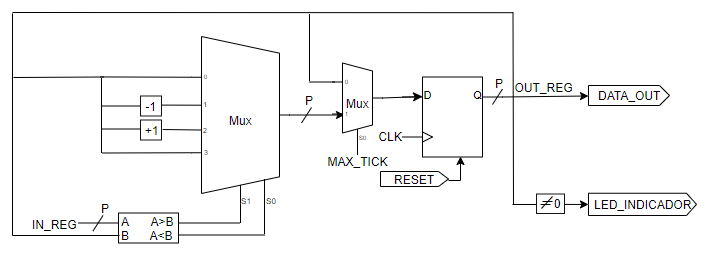 P
OUT_REG
DATA_OUT
0
-1
1
+1
2
3
Mux
P
0
Mux
1
S0
MAX_TICK
D
Q
CLK
RESET
S1
S0
IN_REG
P
A
A>B
B
A<B
≠0
LED_INDICADOR